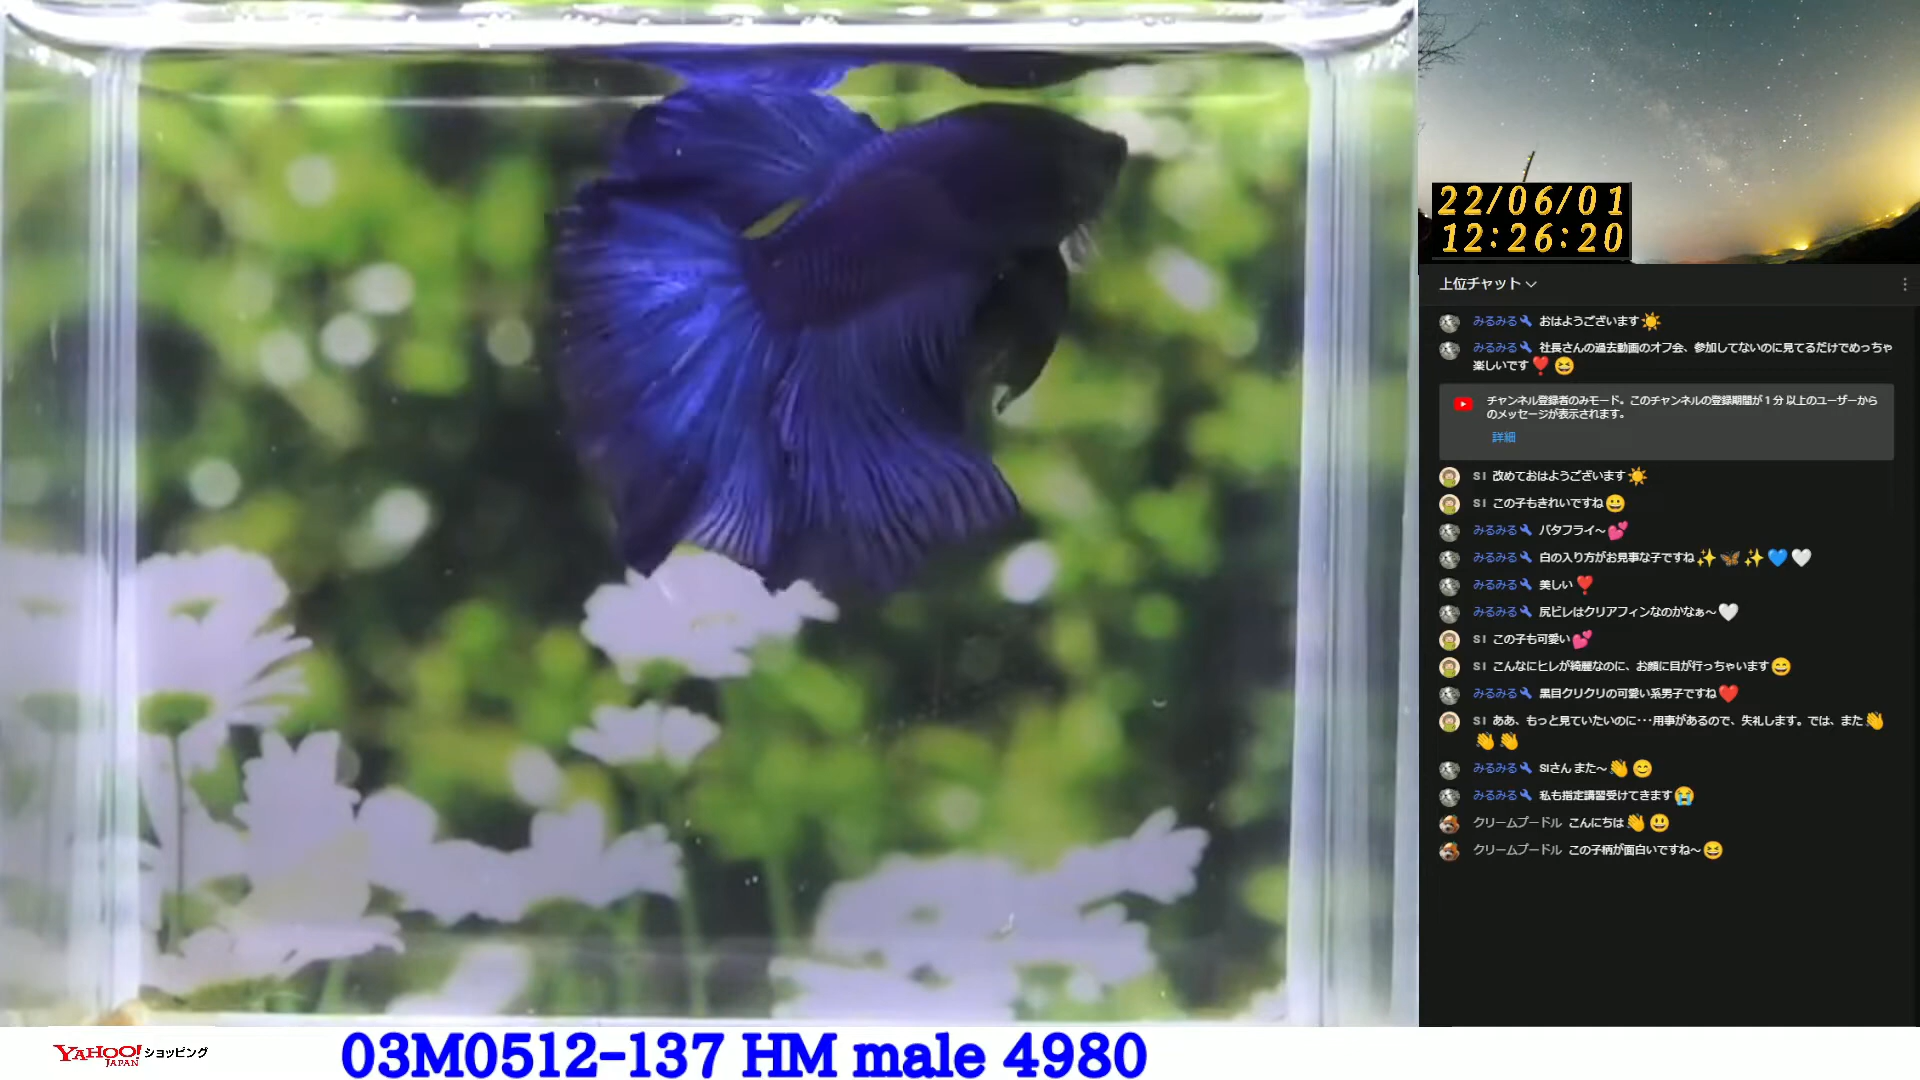 22/06/01
12:26:20
上位チャット
みるみる おはようございます☀️
みるみる 社長さんの過去動画のオフ会、参加してないのに見てるだけでめっちゃ
楽しいです❣️😆
チャンネル登録者のみモード。このチャンネルの登録期間が 1 分 以上のユーザーから
のメッセージが表示されます。
詳細
S I 改めておはようございます☀️
S I この子もきれいですね😀
みるみる バタフライ〜💕
みるみる 白の入り方がお見事な子ですね✨🦋✨💙🤍
みるみる 美しい❣️
みるみる 尻ビレはクリアフィンなのかなぁ〜🤍
S I この子も可愛い💕
S I こんなにヒレが綺麗なのに、お顔に目が行っちゃいます😄
みるみる 黒目クリクリの可愛い系男子ですね❤️
S I ああ、もっと見ていたいのに･･･用事があるので、失礼します。では、また👋
👋👋
みるみる SIさん また〜👋😊
みるみる 私も指定講習受けてきます😭
クリームプードル こんにちは👋😃
クリームプードル この子柄が面白いですね〜😆
YAHOO! JAPAN ショッピング
03M0512-137 HM male 4980